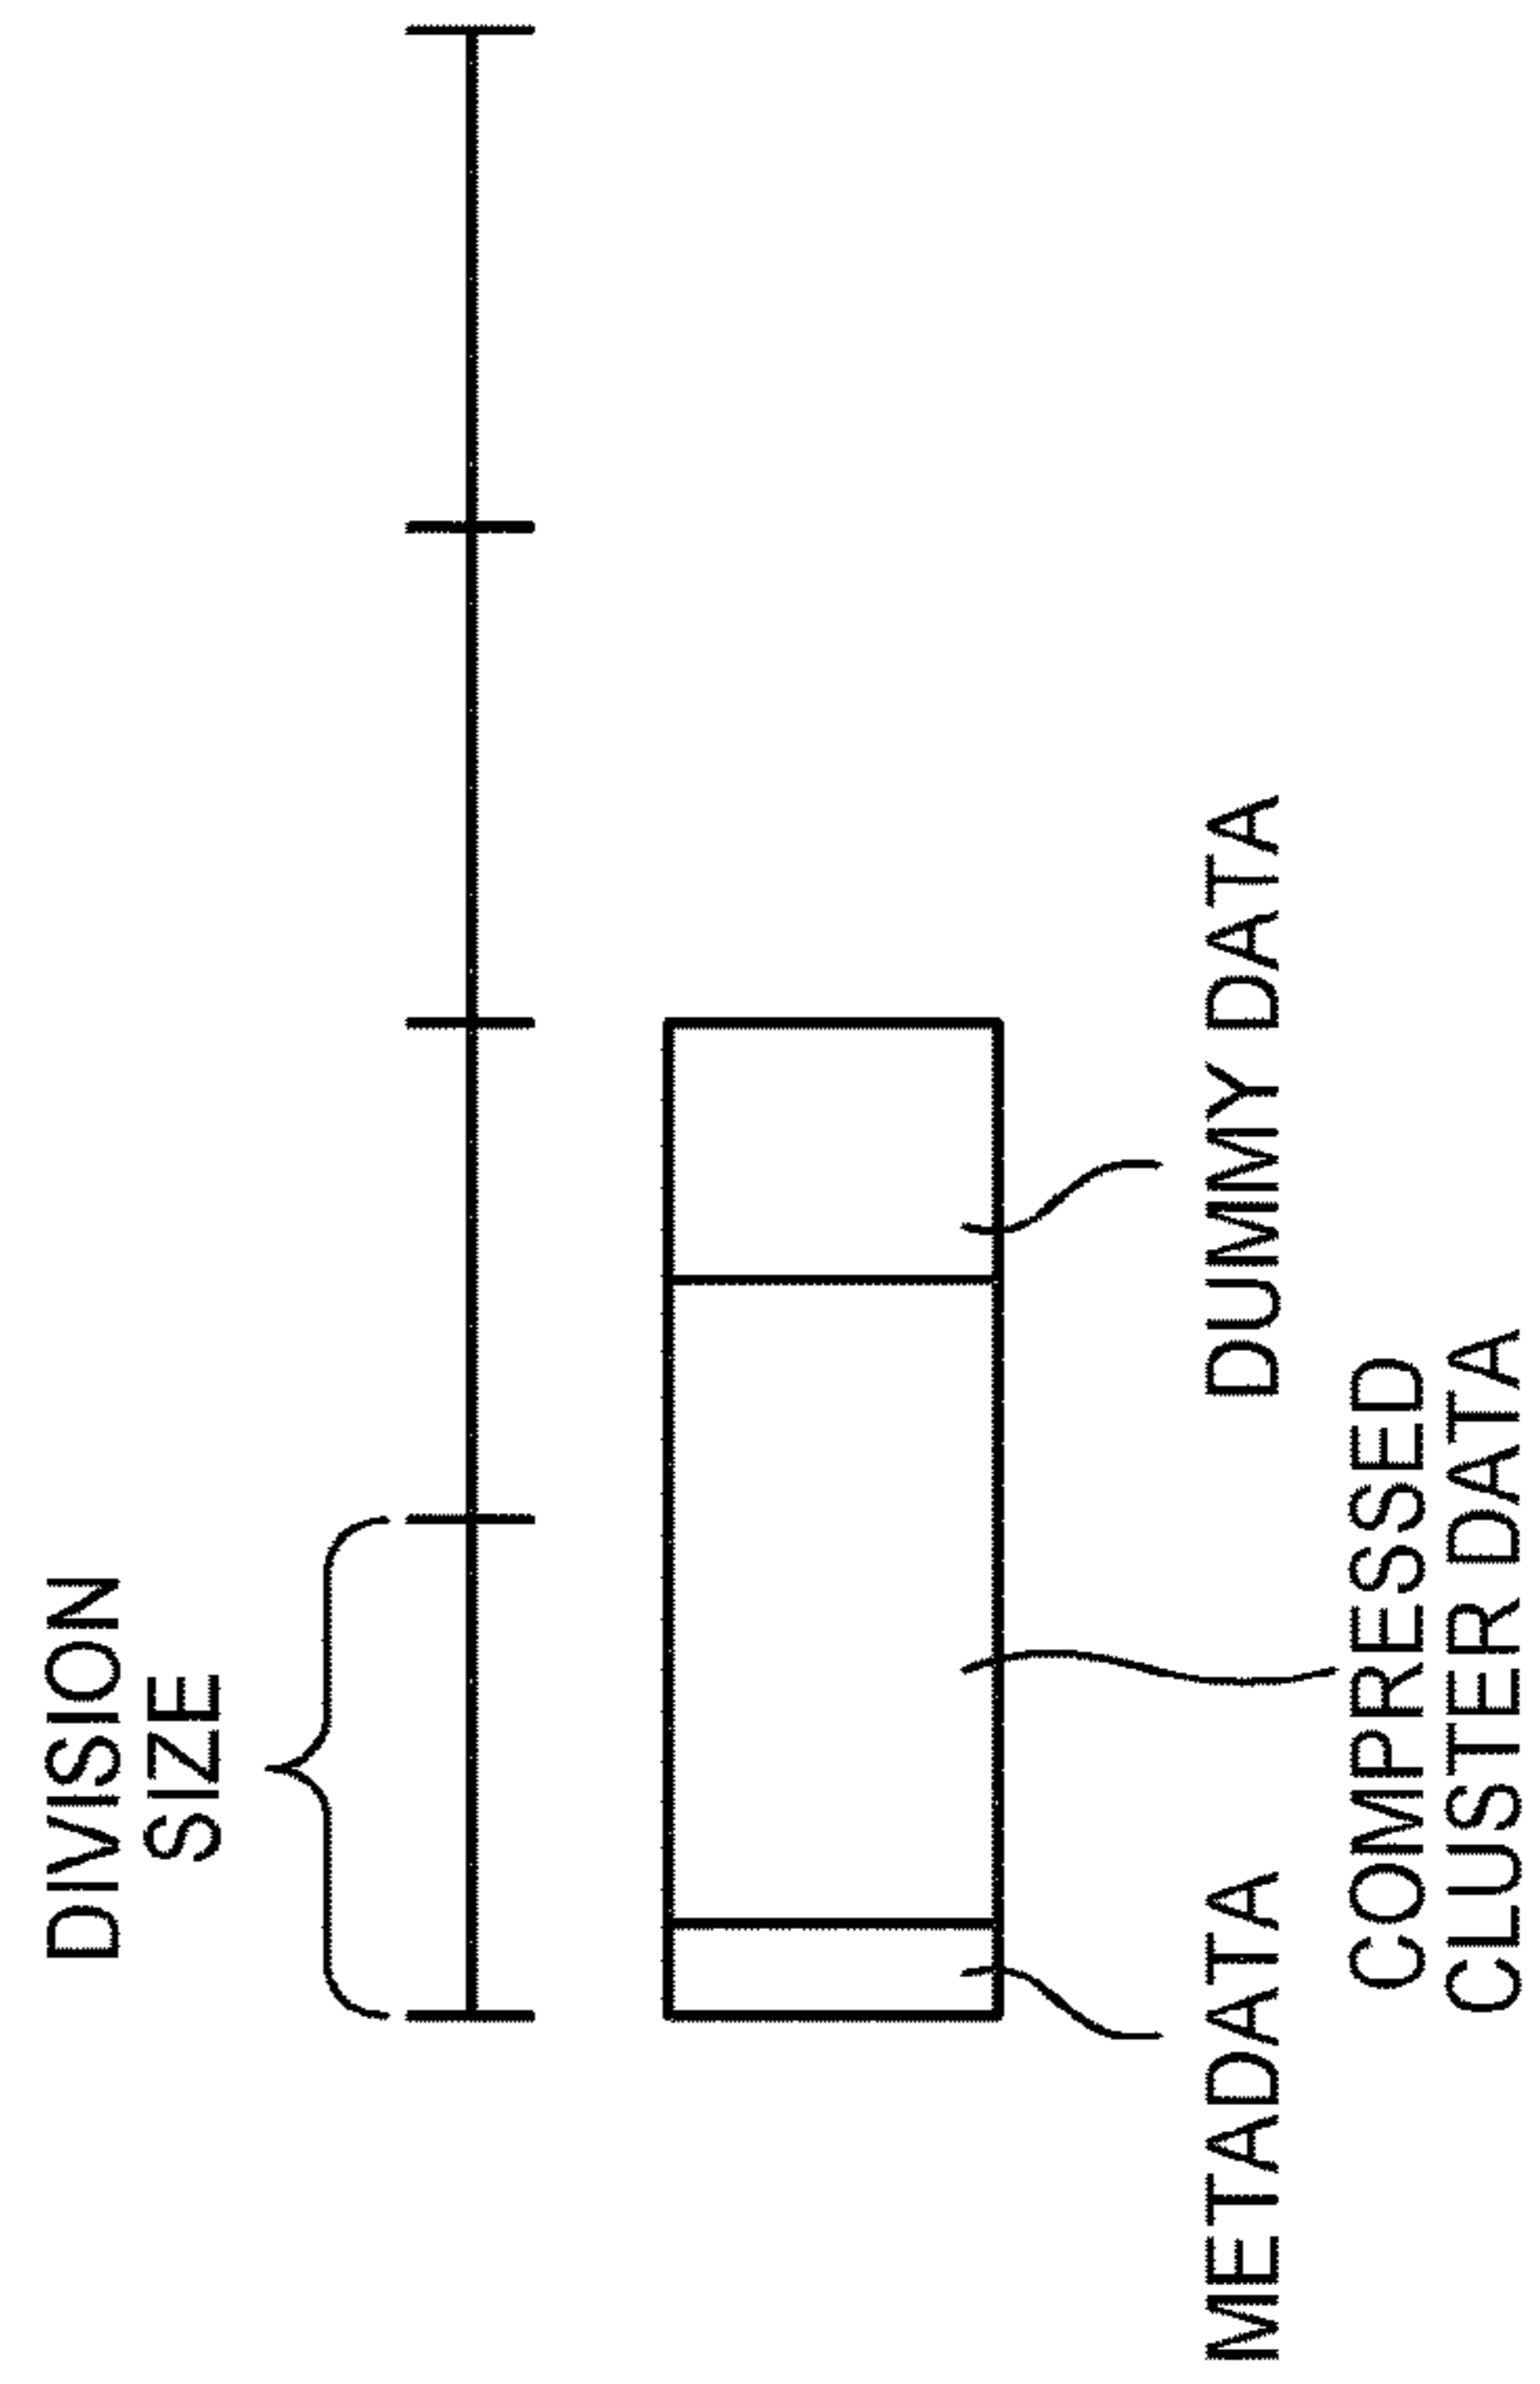 DIVISION
SIZE
METADATA
DUMMY DATA
COMPRESSED
CLUSTER DATA